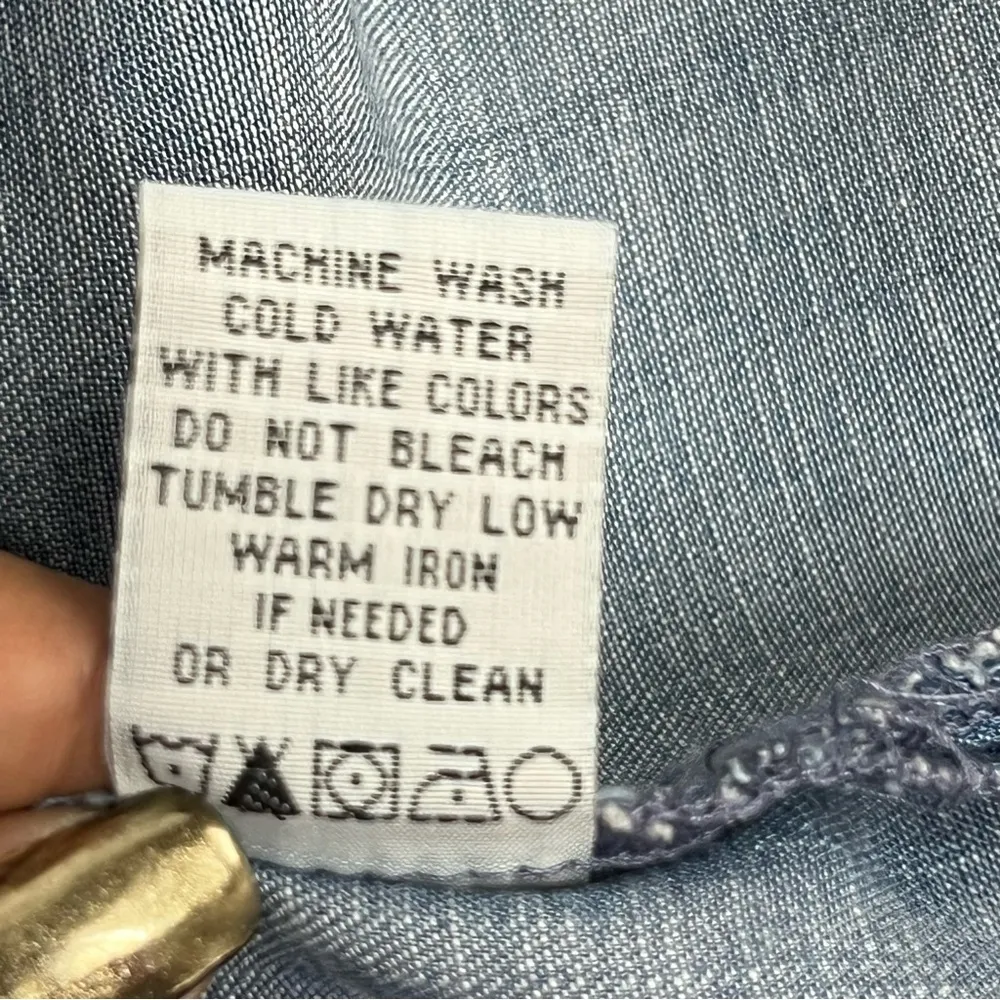 MACHINE WASH
COLD WATER
WITH LIKE COLORS
DO NOT BLEACH
TUMBLE DRY LOW
WARM IRON
IF NEEDED
OR DRY CLEAN